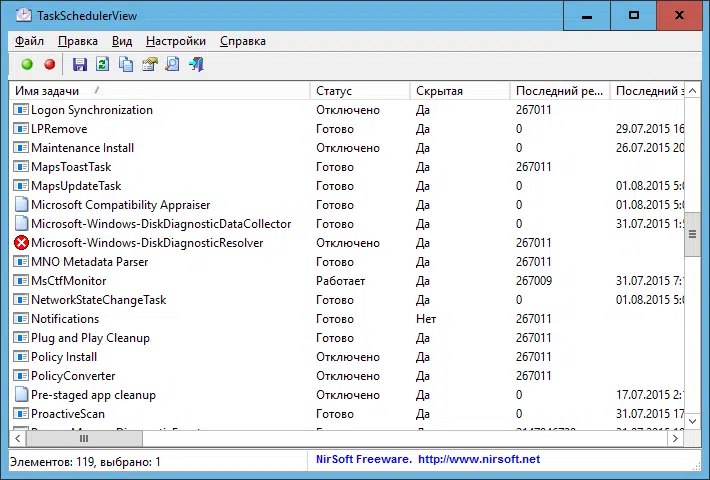 TaskSchedulerView
Файл Правка Вид Настройки Справка
Имя задачи Статус Скрытая Последний ре... Последний з
Logon Synchronization Отключено Да 267011
LPRemove Готово Да 0 29.07.2015 16
Maintenance Install Отключено Да 0 26.07.2015 20
MapsToastTask Готово Да 267011
MapsUpdateTask Готово Да 0 01.08.2015 5:0
Microsoft Compatibility Appraiser Готово Да 0 01.08.2015 5:0
Microsoft-Windows-DiskDiagnosticDataCollector Готово Да 0 31.07.2015 1:5
Microsoft-Windows-DiskDiagnosticResolver Отключено Да 267011
MNO Metadata Parser Готово Да 267011
MsCtfMonitor Работает Да 267009 31.07.2015 7:1
NetworkStateChangeTask Готово Да 0 01.08.2015 5:0
Notifications Готово Нет 267011
Plug and Play Cleanup Готово Да 267011
Policy Install Отключено Да 267011
PolicyConverter Отключено Да 267011
Pre-staged app cleanup Отключено Да 0 17.07.2015 2:1
ProactiveScan Готово Да 0 31.07.2015 17
Элементов: 119, выбрано: 1 NirSoft Freeware. http://www.nirsoft.net